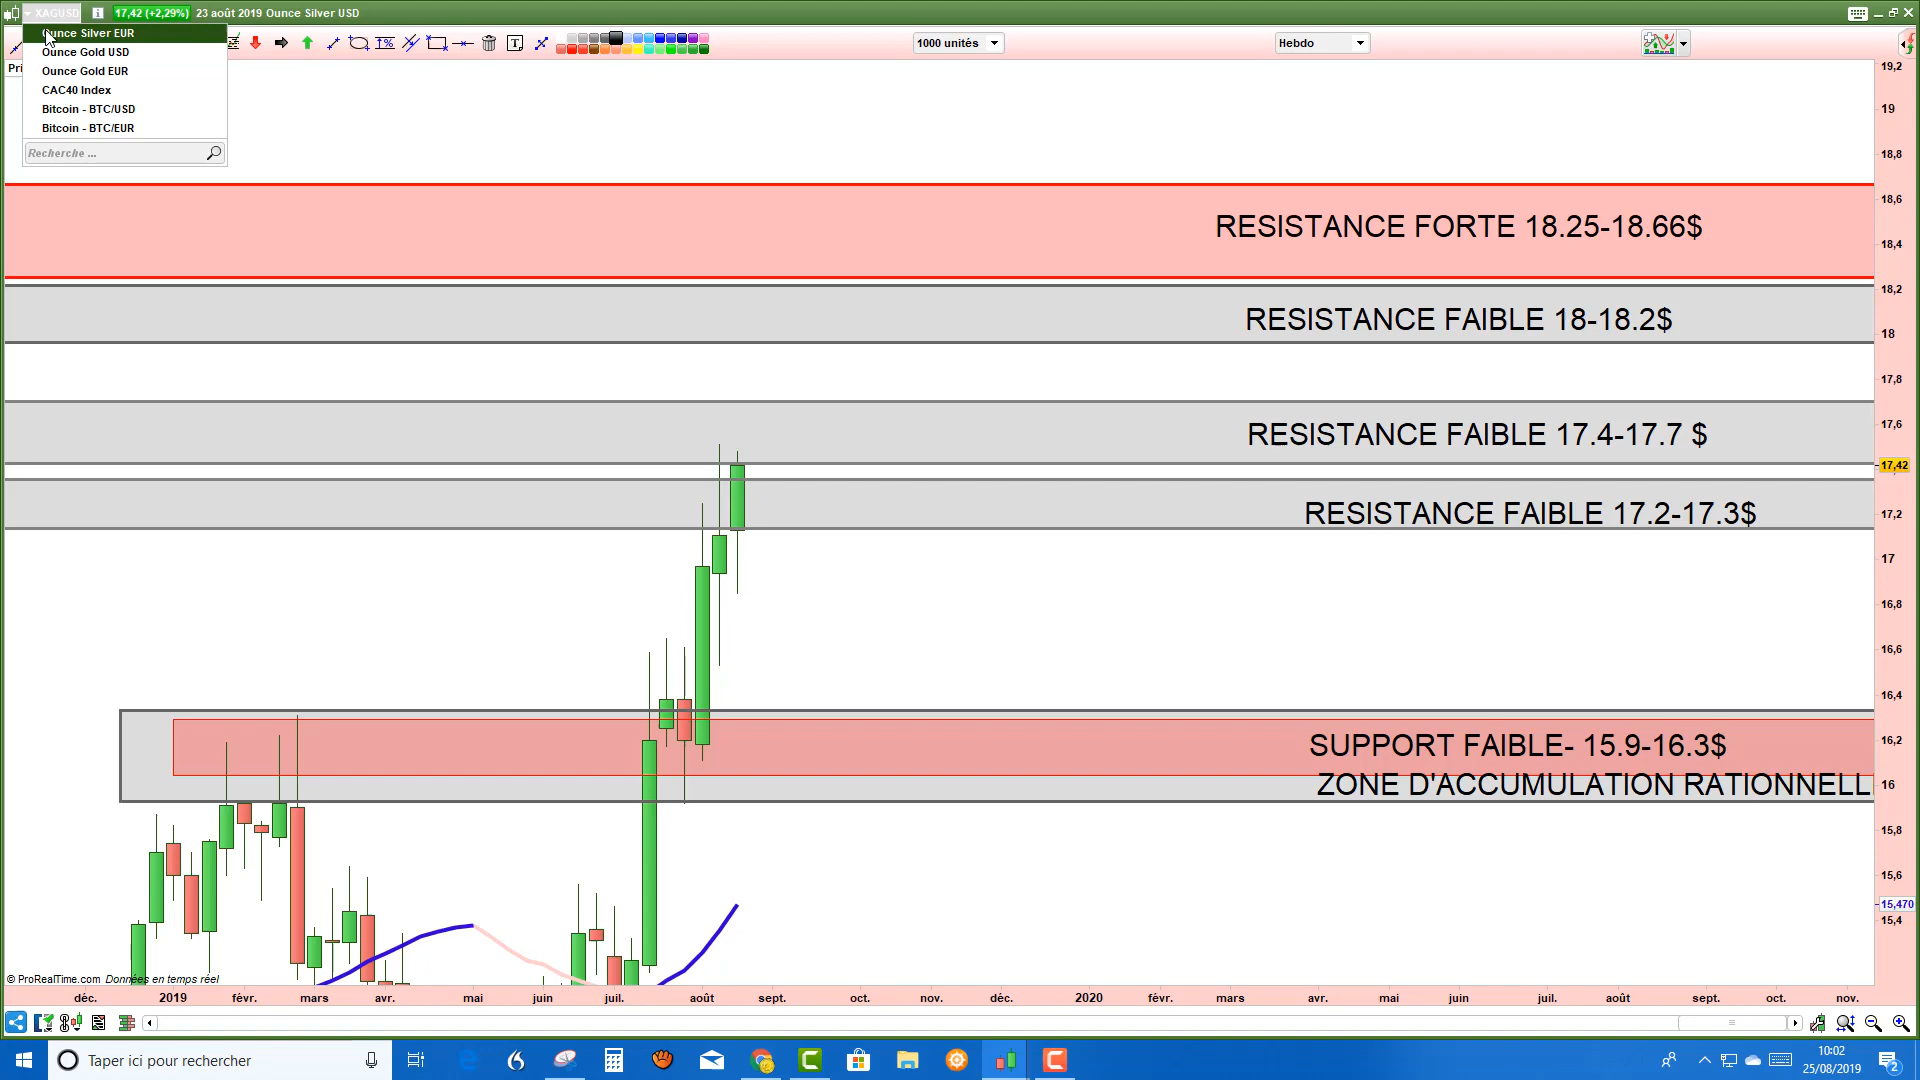 XAGUSD 17,42 (+2,29%) 23 août 2019 Ounce Silver USD
Ounce Silver EUR
Ounce Gold USD
Ounce Gold EUR
CAC40 Index
Bitcoin - BTC/USD
Bitcoin - BTC/EUR
Recherche ...
Pri
1000 unités
Hebdo
T
19,2
19
18,8
18,6
18,4
18,2
18
17,8
17,6
17,42
17,2
17
16,8
16,6
16,4
16,2
16
15,8
15,6
15,470
15,4
RESISTANCE FORTE 18.25-18.66$
RESISTANCE FAIBLE 18-18.2$
RESISTANCE FAIBLE 17.4-17.7 $
RESISTANCE FAIBLE 17.2-17.3$
SUPPORT FAIBLE- 15.9-16.3$
ZONE D'ACCUMULATION RATIONNELL
© ProRealTime.com Données en temps réel
déc. 2019 févr. mars avr. mai juin juil. août sept. oct. nov. déc. 2020 févr. mars avr. mai juin juil. août sept. oct. nov.
Taper ici pour rechercher
10:02
25/08/2019
2